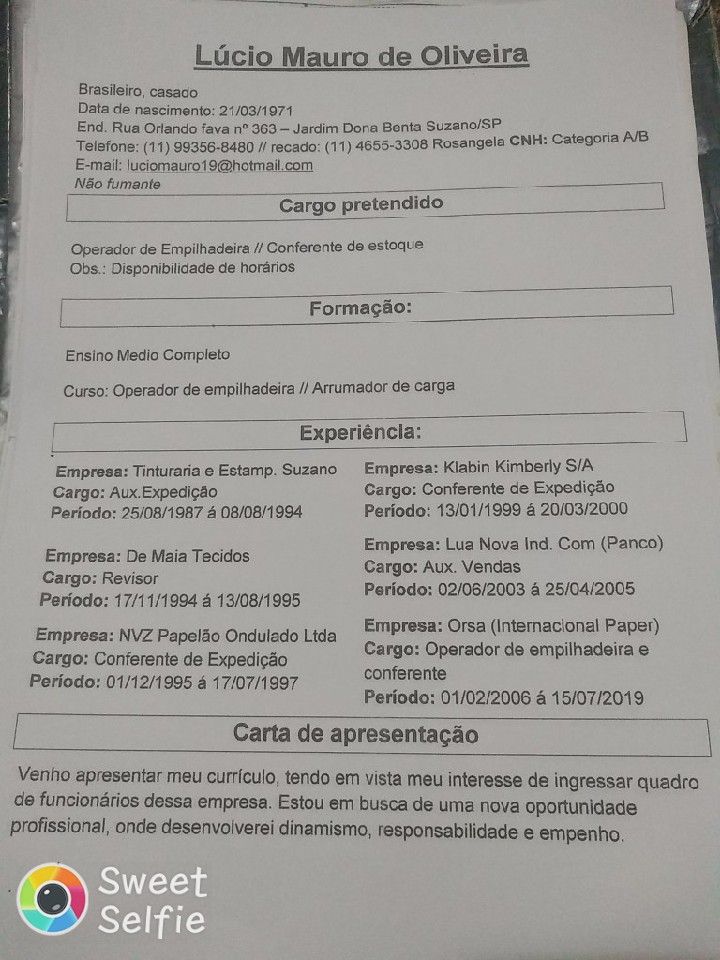 Lúcio Mauro de Oliveira
Brasileiro, casado
Data de nascimento: 21/03/1971
End. Rua Orlando fava nº 363 – Jardim Dona Benta Suzano/SP
Telefone: (11) 99356-8480 // recado: (11) 4655-3308 Rosangela CNH: Categoria A/B
E-mail: luciomauro19@hotmail.com
Não fumante
Cargo pretendido
Operador de Empilhadeira // Conferente de estoque
Obs.: Disponibilidade de horários
Formação:
Ensino Medio Completo
Curso: Operador de empilhadeira // Arrumador de carga
Experiência:
Empresa: Tinturaria e Estamp. Suzano
Cargo: Aux.Expedição
Período: 25/08/1987 á 08/08/1994
Empresa: De Maia Tecidos
Cargo: Revisor
Período: 17/11/1994 á 13/08/1995
Empresa: NVZ Papelão Ondulado Ltda
Cargo: Conferente de Expedição
Período: 01/12/1995 á 17/07/1997
Empresa: Klabin Kimberly S/A
Cargo: Conferente de Expedição
Período: 13/01/1999 á 20/03/2000
Empresa: Lua Nova Ind. Com (Panco)
Cargo: Aux. Vendas
Período: 02/06/2003 á 25/04/2005
Empresa: Orsa (Internacional Paper)
Cargo: Operador de empilhadeira e
conferente
Período: 01/02/2006 á 15/07/2019
Carta de apresentação
Venho apresentar meu currículo, tendo em vista meu interesse de ingressar quadro
de funcionários dessa empresa. Estou em busca de uma nova oportunidade
profissional, onde desenvolverei dinamismo, responsabilidade e empenho.
Sweet
Selfie